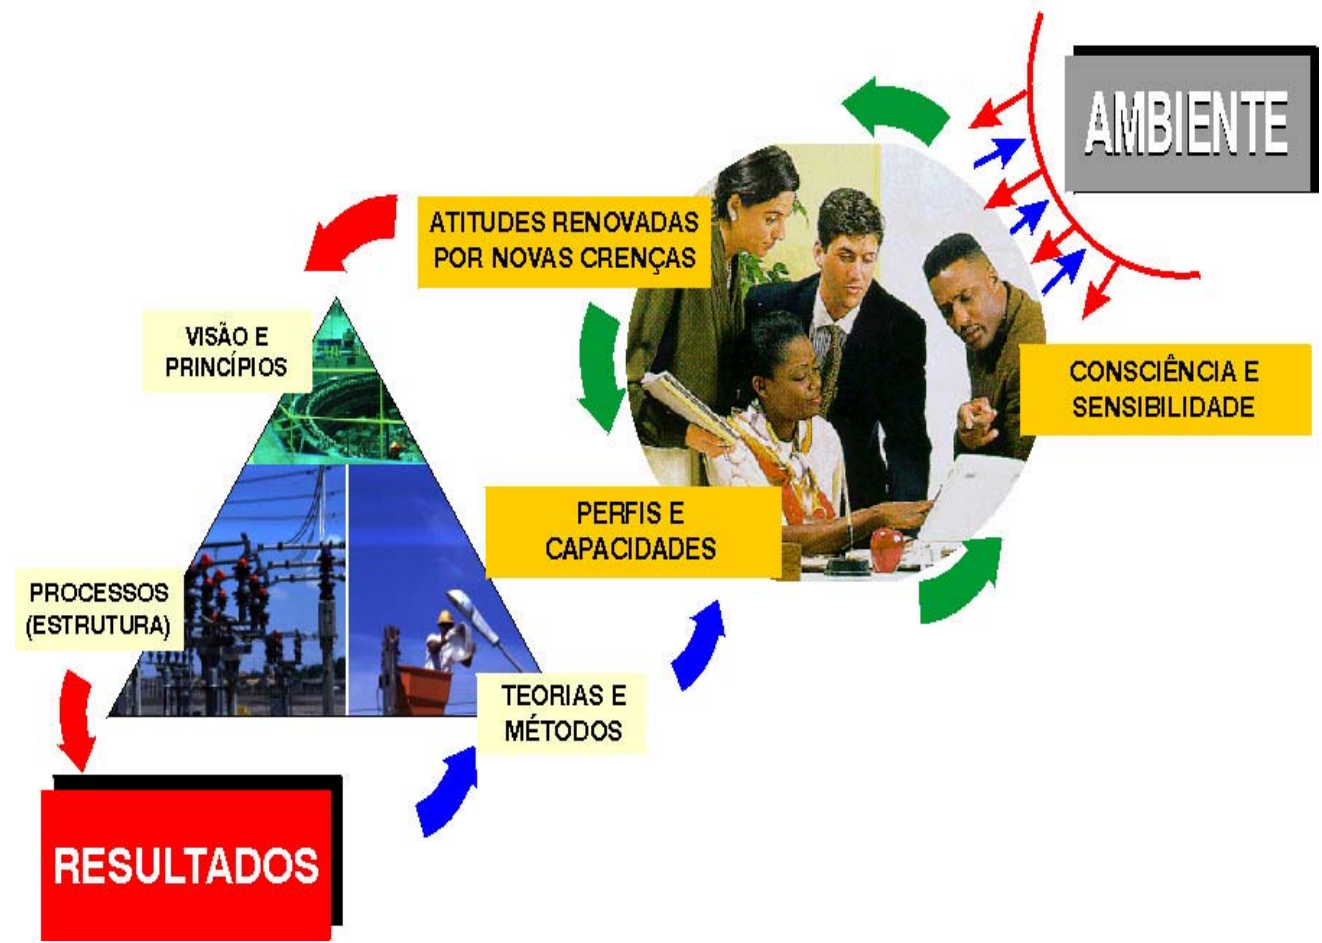 AMBIENTE
ATITUDES RENOVADAS
POR NOVAS CRENÇAS
VISÃO E
PRINCÍPIOS
CONSCIÊNCIA E
SENSIBILIDADE
PERFIS E
CAPACIDADES
PROCESSOS
(ESTRUTURA)
TEORIAS E
MÉTODOS
RESULTADOS